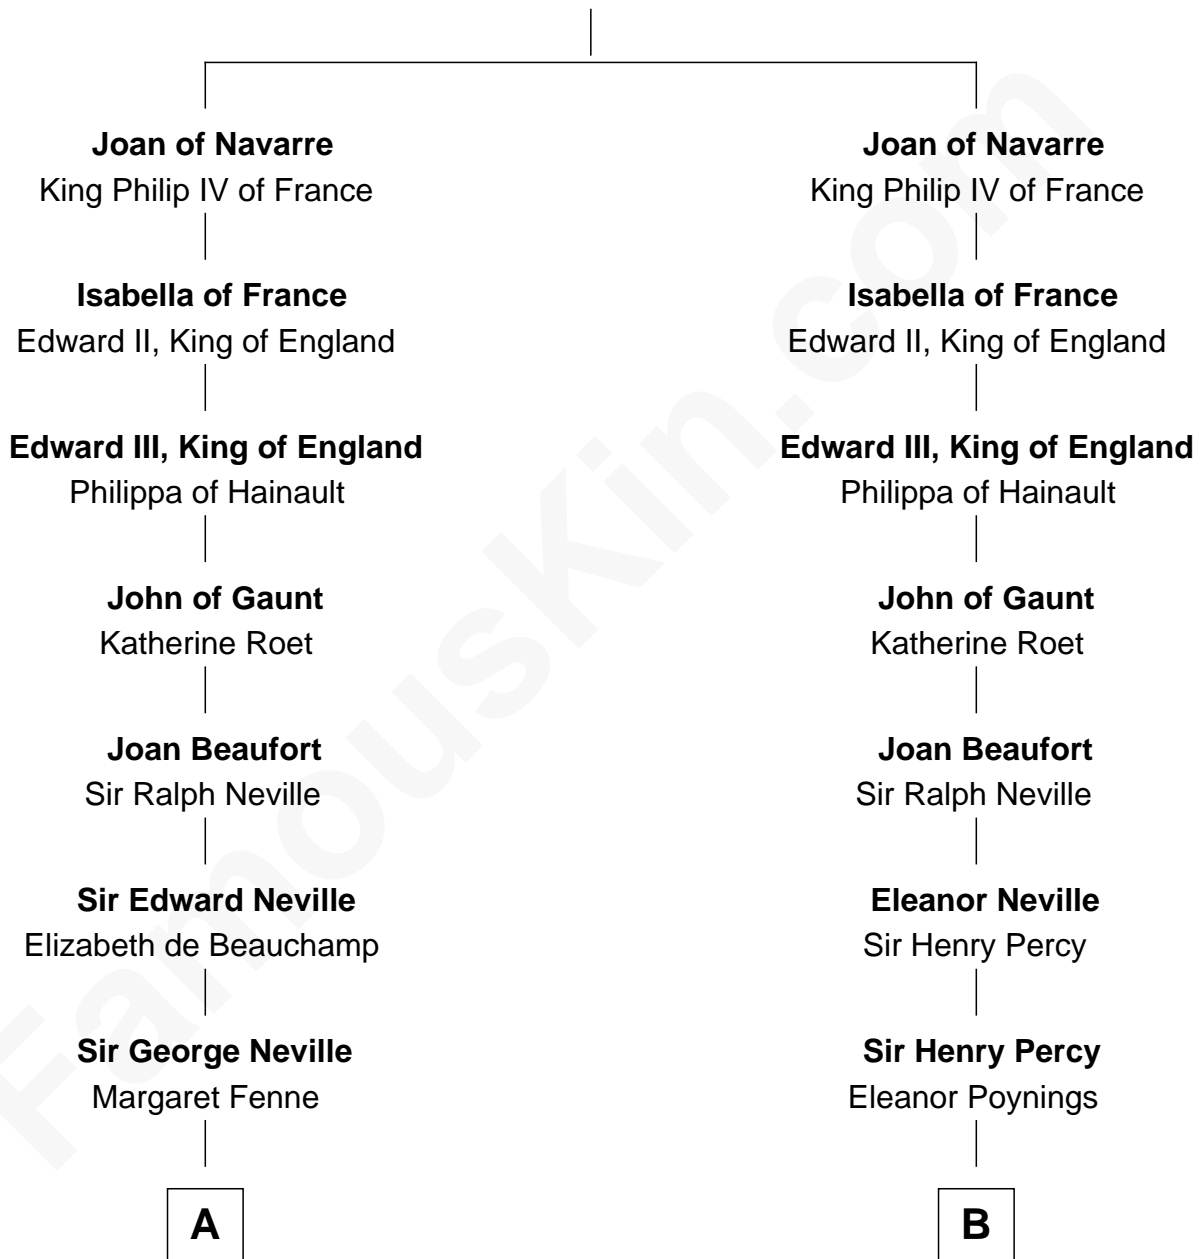 Joan of Navarre
King Philip IV of France
Isabella of France
Edward II, King of England
Edward III, King of England
Philippa of Hainault
John of Gaunt
Katherine Roet
Joan Beaufort
Sir Ralph Neville
Sir Edward Neville
Elizabeth de Beauchamp
Sir George Neville
Margaret Fenne
A
Joan of Navarre
King Philip IV of France
Isabella of France
Edward II, King of England
Edward III, King of England
Philippa of Hainault
John of Gaunt
Katherine Roet
Joan Beaufort
Sir Ralph Neville
Eleanor Neville
Sir Henry Percy
Sir Henry Percy
Eleanor Poynings
B
FamousKin.com